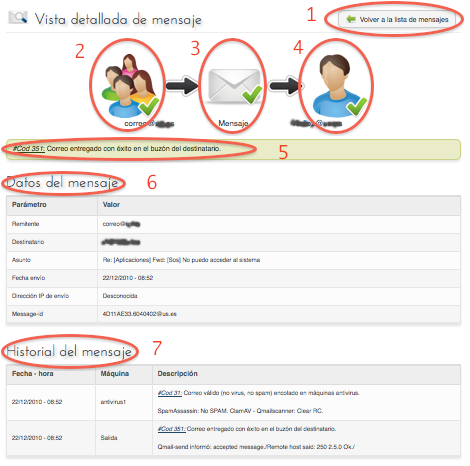 Vista detallada de mensaje
1
Volver a la lista de mensajes
2
3
4
correo@
Mensaje
#Cod 351: Correo entregado con éxito en el buzón del destinatario.
5
Datos del mensaje
6
Parámetro Valor
Remitente correo@
Destinatario
Asunto Re: [Aplicaciones] Fwd: [Sos] No puedo acceder al sistema
Fecha envío 22/12/2010 - 08:52
Dirección IP de envío Desconocida
Message-id 4D11AE33.6040402@us.es
Historial del mensaje
7
Fecha - hora Máquina Descripción
22/12/2010 - 08:52 antivirus1 #Cod 31: Correo válido (no virus, no spam) encolado en máquinas antivirus.
SpamAssassin: No SPAM. ClamAV - Qmailscanner: Clear RC.
22/12/2010 - 08:52 Salida #Cod 351: Correo entregado con éxito en el buzón del destinatario.
Qmail-send informó: accepted message./Remote host said: 250 2.5.0 Ok./